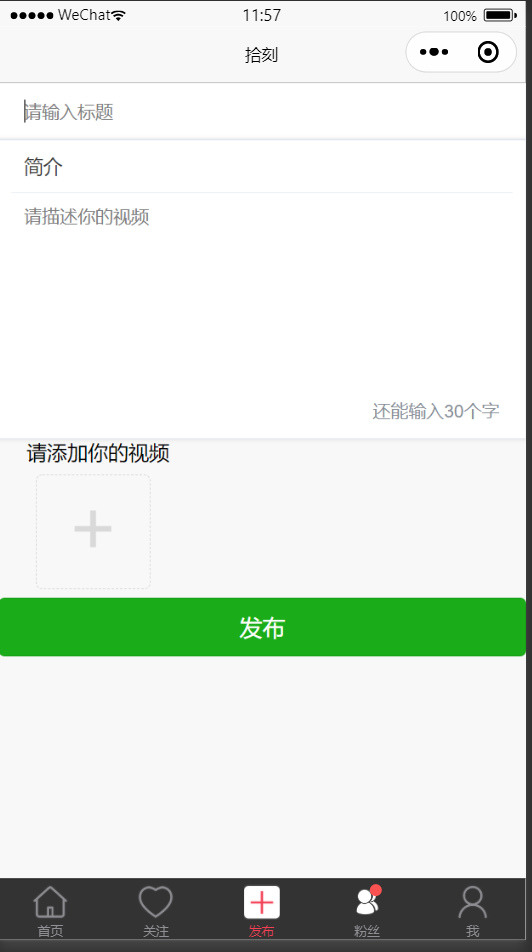 WeChat 11:57 100%
拾刻
请输入标题
简介
请描述你的视频
还能输入30个字
请添加你的视频
发布
首页 关注 发布 粉丝 我